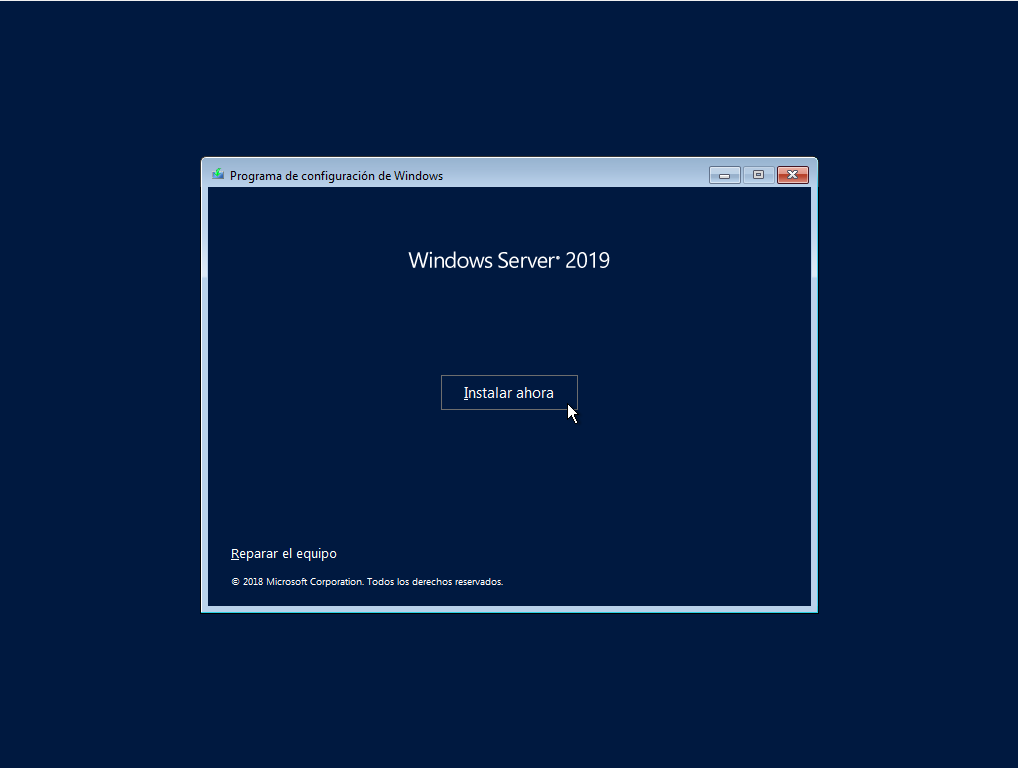 Programa de configuración de Windows
Windows Server® 2019
Instalar ahora
Reparar el equipo
© 2018 Microsoft Corporation. Todos los derechos reservados.